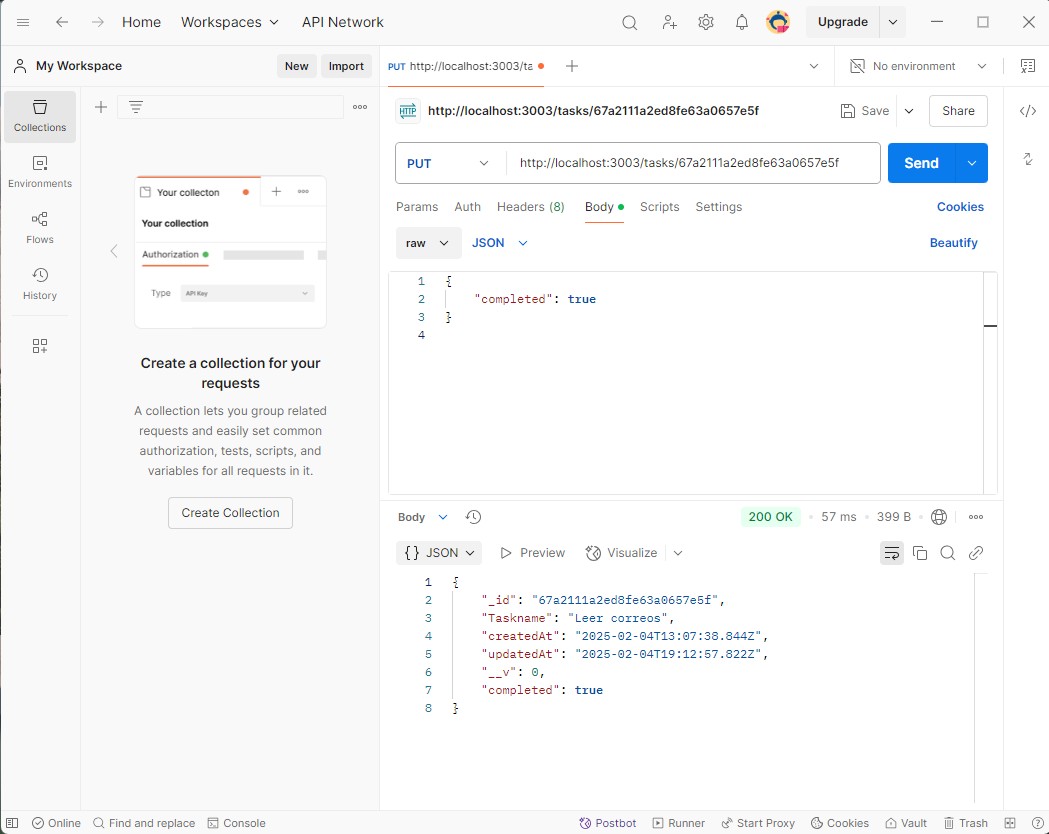 Home Workspaces API Network Upgrade
My Workspace New Import PUT http://localhost:3003/ta No environment
Collections
Environments
Flows
History
Your collecton
Your collection
Authorization
Type API Key
Create a collection for your
requests
A collection lets you group related
requests and easily set common
authorization, tests, scripts, and
variables for all requests in it.
Create Collection
HTTP http://localhost:3003/tasks/67a2111a2ed8fe63a0657e5f Save Share
PUT http://localhost:3003/tasks/67a2111a2ed8fe63a0657e5f Send
Params Auth Headers (8) Body Scripts Settings Cookies
raw JSON Beautify
1 {
2 "completed": true
3 }
4
Body 200 OK 57 ms 399 B
{} JSON Preview Visualize
1 {
2 "_id": "67a2111a2ed8fe63a0657e5f",
3 "Taskname": "Leer correos",
4 "createdAt": "2025-02-04T13:07:38.844Z",
5 "updatedAt": "2025-02-04T19:12:57.822Z",
6 "__v": 0,
7 "completed": true
8 }
Online Find and replace Console Postbot Runner Start Proxy Cookies Vault Trash